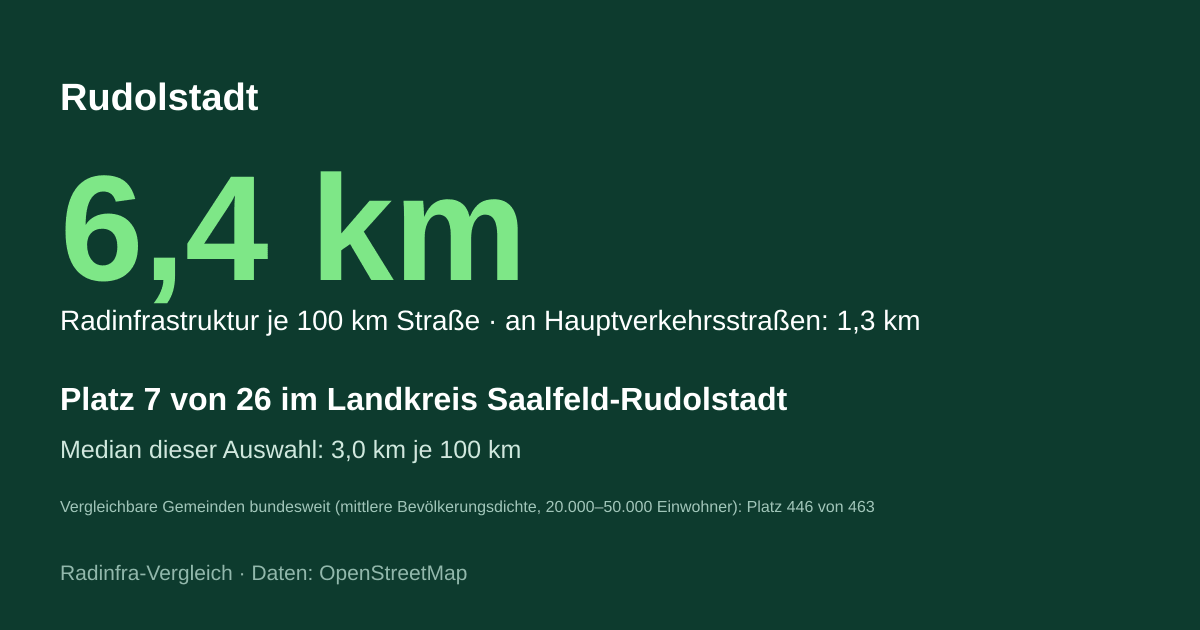 Rudolstadt
6,4 km
Radinfrastruktur je 100 km Straße · an Hauptverkehrsstraßen: 1,3 km
Platz 7 von 26 im Landkreis Saalfeld-Rudolstadt
Median dieser Auswahl: 3,0 km je 100 km
Vergleichbare Gemeinden bundesweit (mittlere Bevölkerungsdichte, 20.000–50.000 Einwohner): Platz 446 von 463
Radinfra-Vergleich · Daten: OpenStreetMap